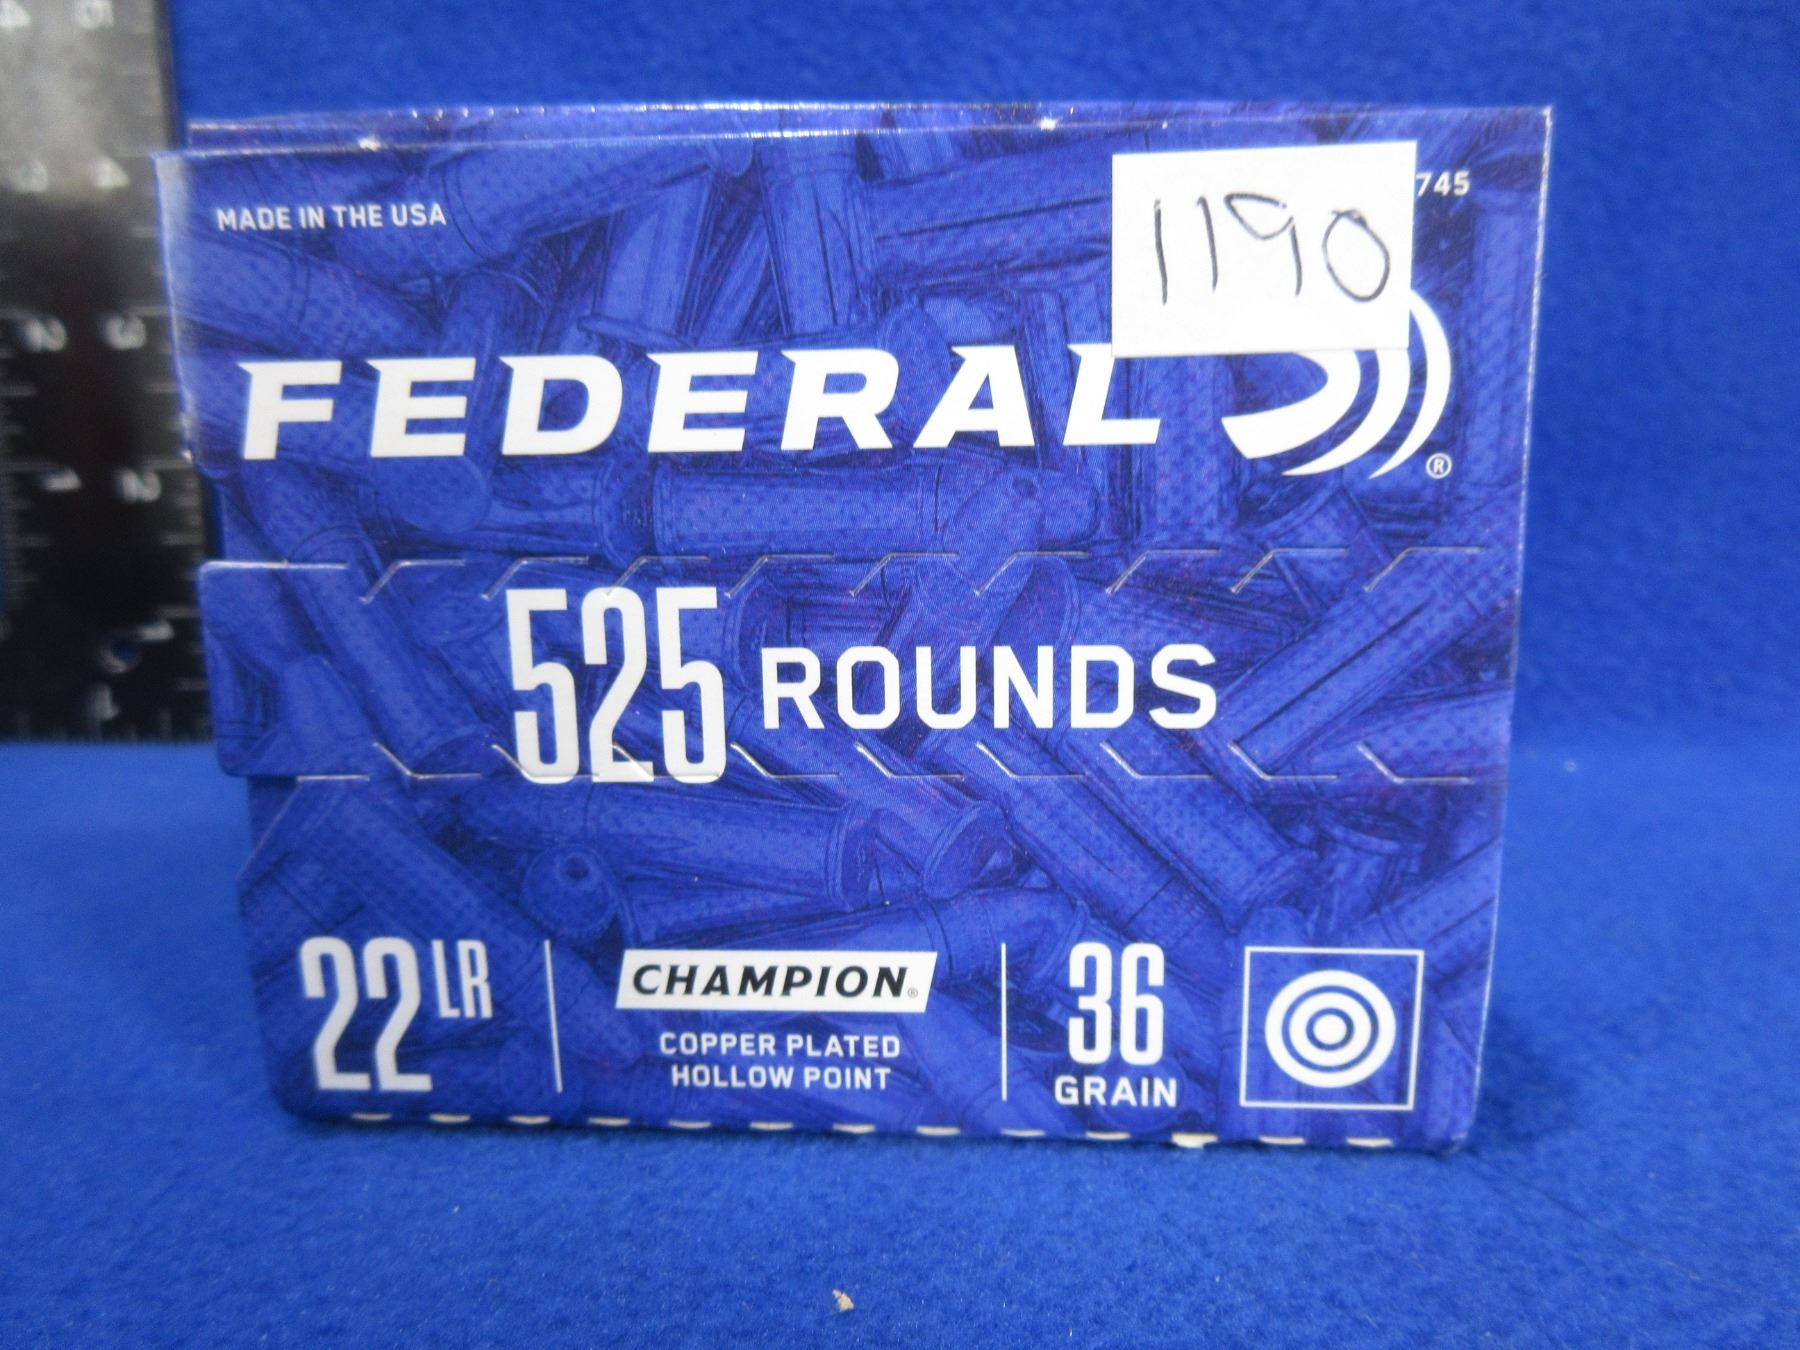 MADE IN THE USA
1190
745
FEDERAL
®
525 ROUNDS
22 LR
CHAMPION®
COPPER PLATED
HOLLOW POINT
36
GRAIN